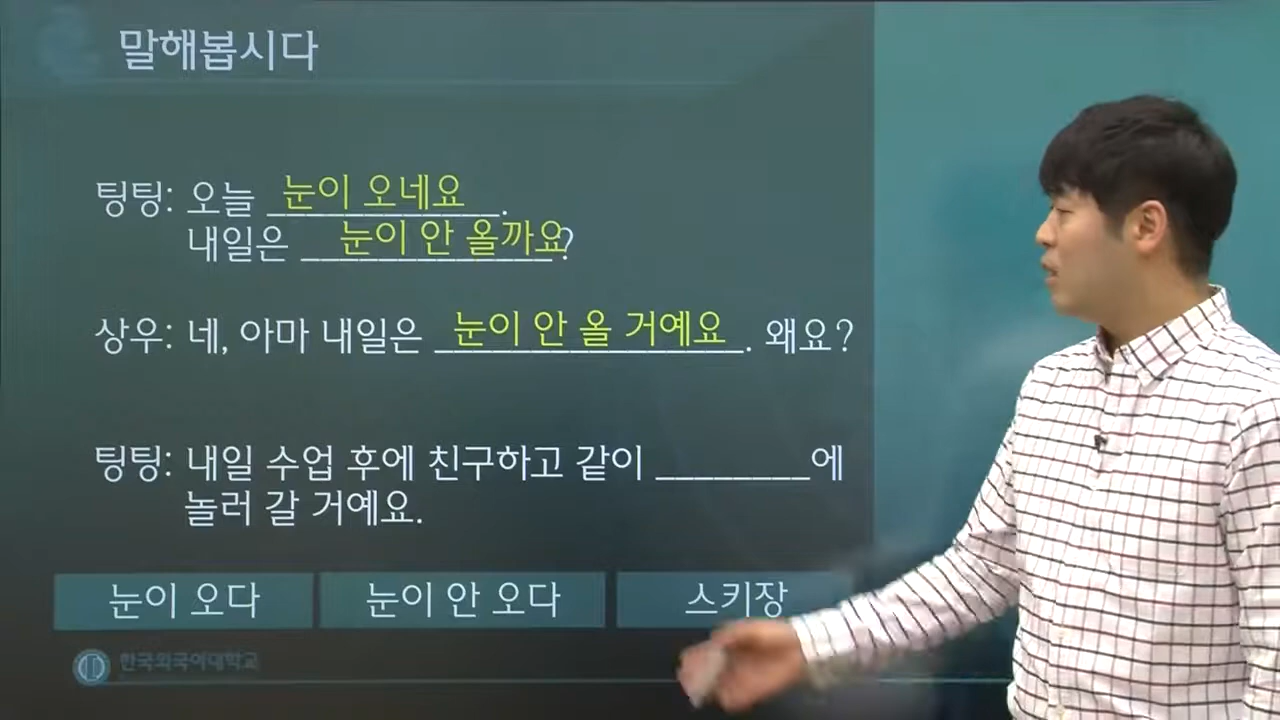 말해봅시다
팅팅: 오늘 눈이 오네요.
내일은 눈이 안 올까요?
상우: 네, 아마 내일은 눈이 안 올 거예요. 왜요?
팅팅: 내일 수업 후에 친구하고 같이 ________에
놀러 갈 거예요.
눈이 오다 눈이 안 오다 스키장
한국외국어대학교